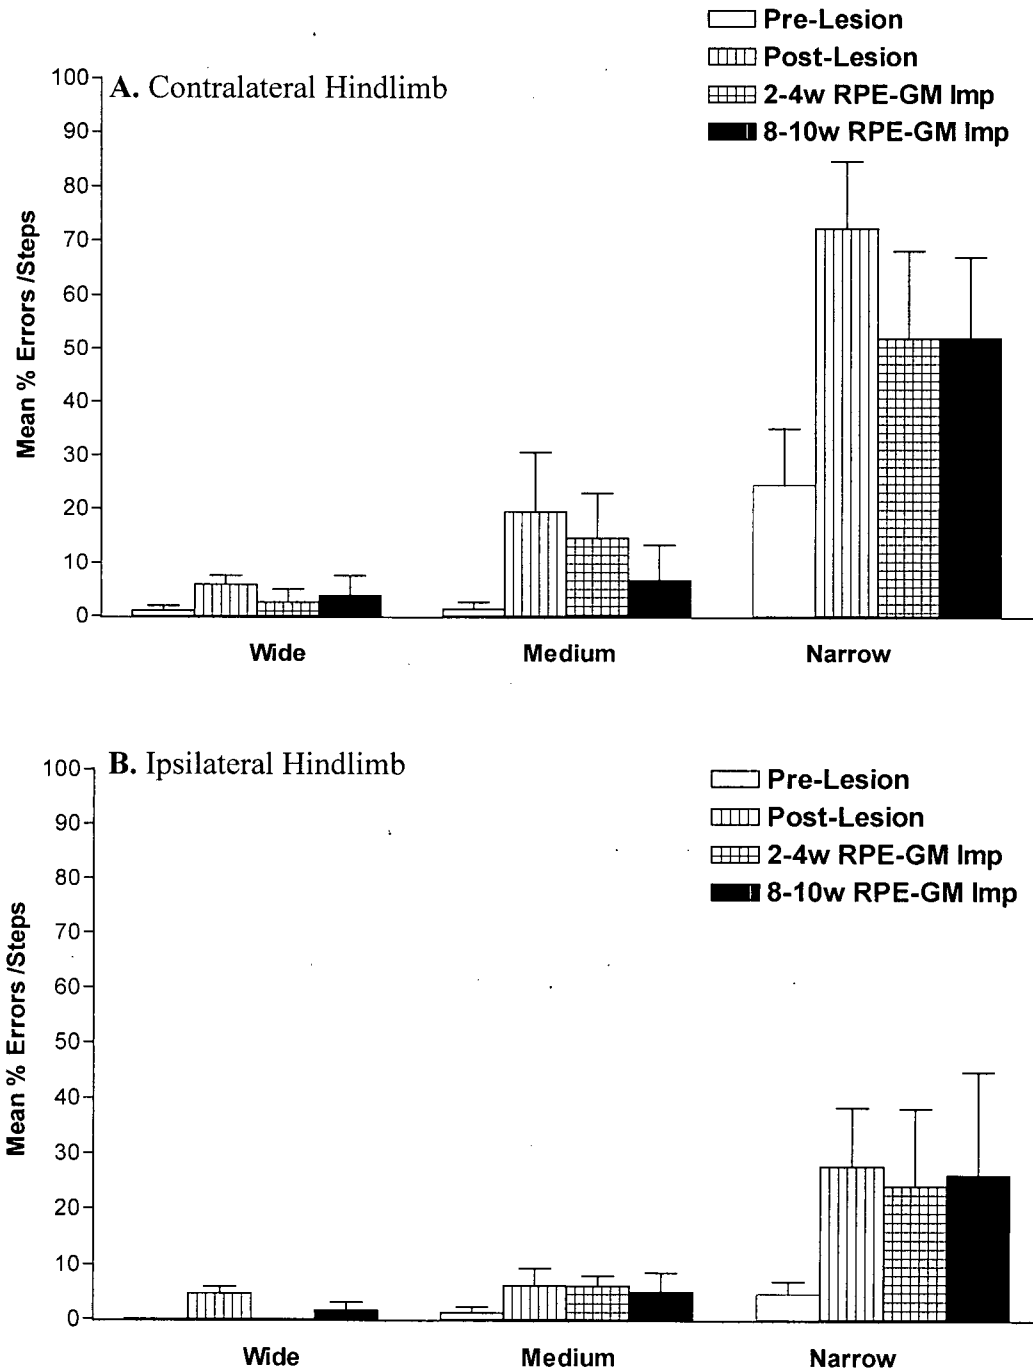 Pre-Lesion
Post-Lesion
2-4w RPE-GM Imp
8-10w RPE-GM Imp
A. Contralateral Hindlimb
100
90
80
70
60
50
40
30
20
10
0
Mean % Errors /Steps
Wide Medium Narrow
B. Ipsilateral Hindlimb
Pre-Lesion
Post-Lesion
2-4w RPE-GM Imp
8-10w RPE-GM Imp
100
90
80
70
60
50
40
30
20
10
0
Mean % Errors /Steps
Wide Medium Narrow